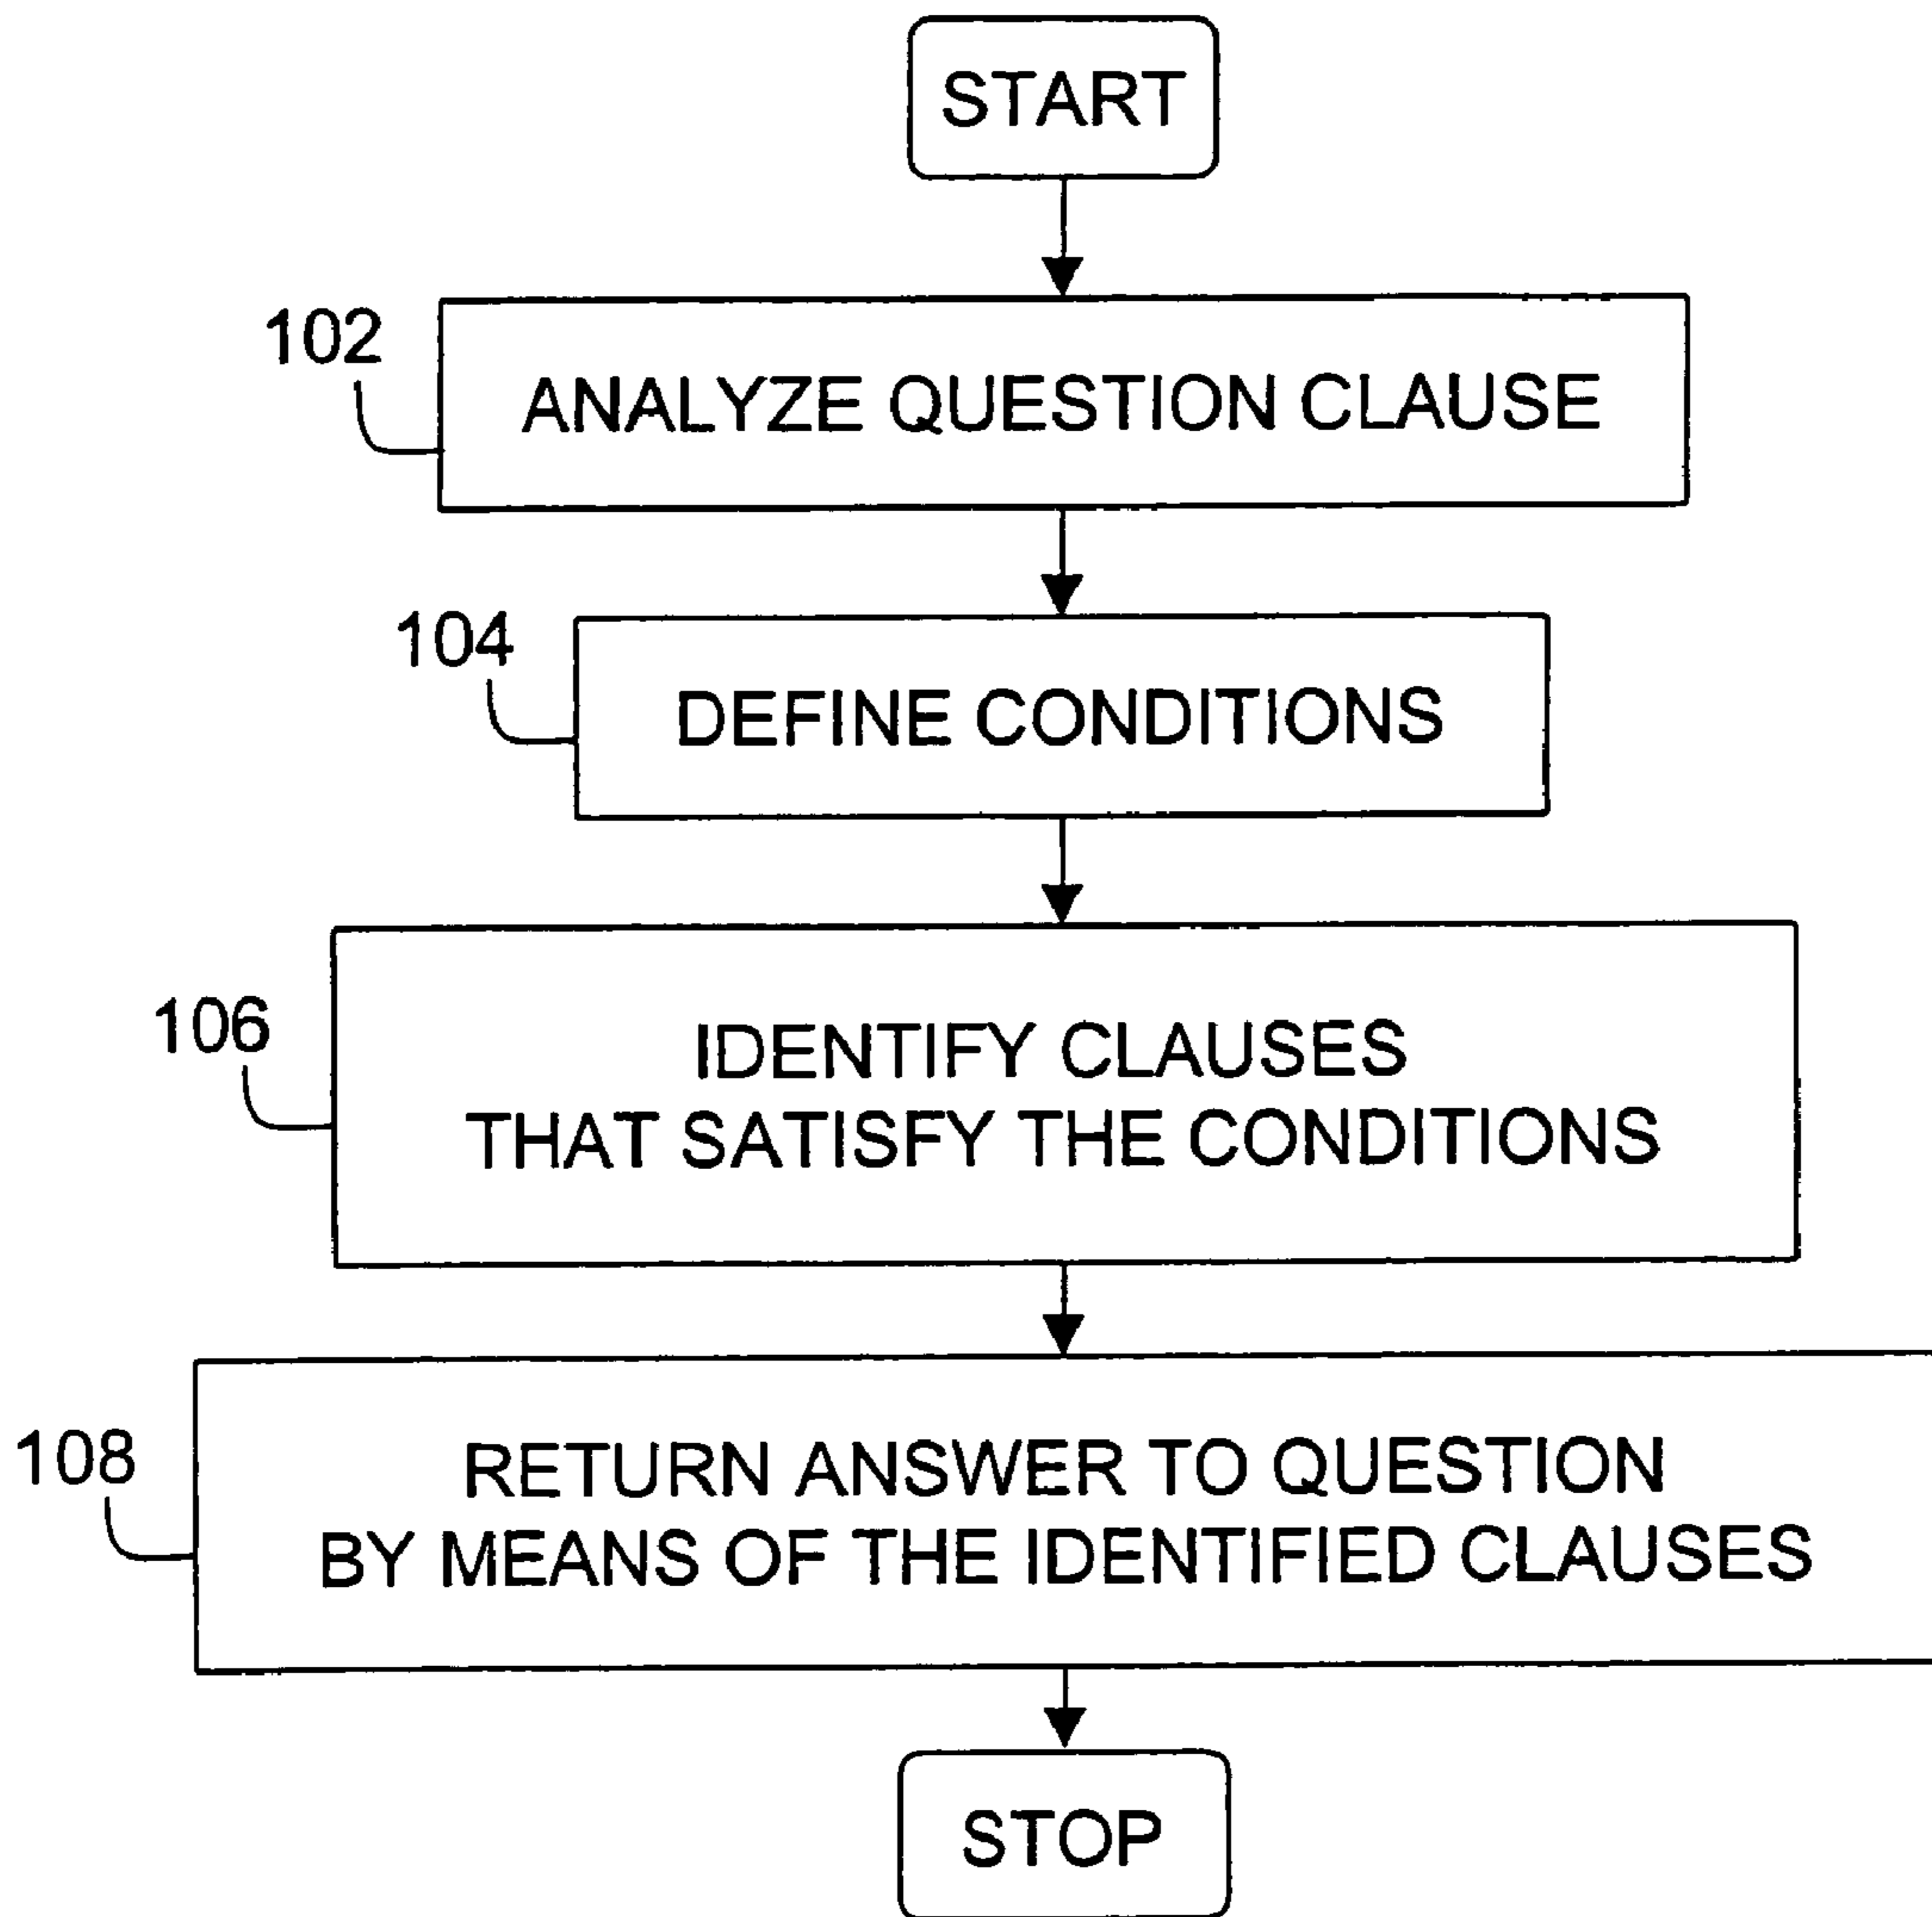 START
102
ANALYZE QUESTION CLAUSE
104
DEFINE CONDITIONS
106
IDENTIFY CLAUSES
THAT SATISFY THE CONDITIONS
108
RETURN ANSWER TO QUESTION
BY MEANS OF THE IDENTIFIED CLAUSES
STOP